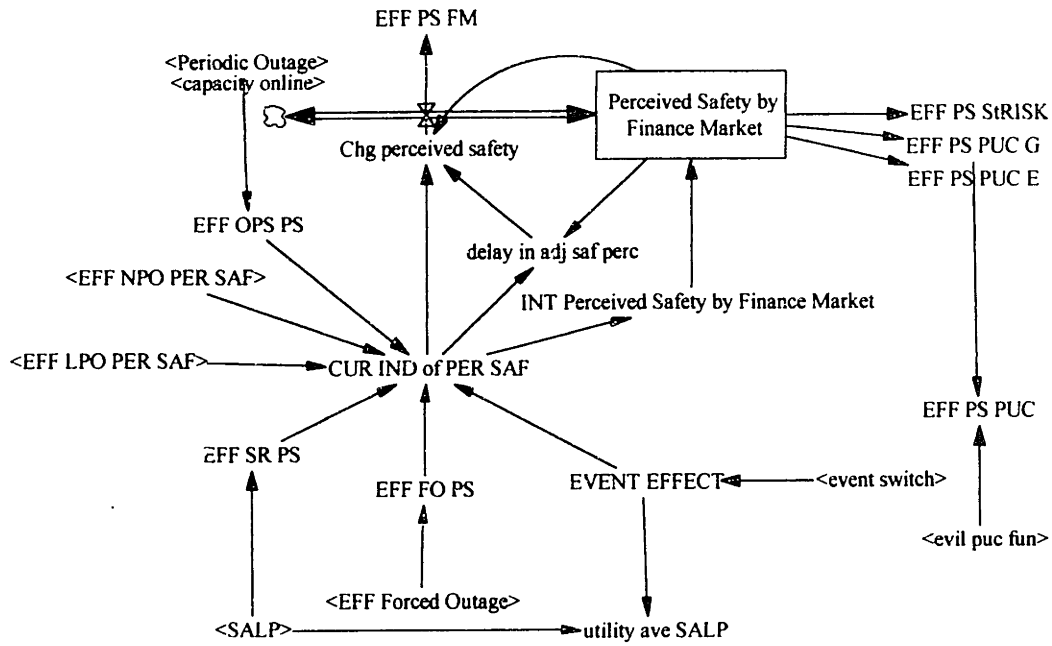 EFF PS FM
<Periodic Outage>
<capacity online>
Perceived Safety by
Finance Market
EFF PS StRISK
EFF PS PUC G
EFF PS PUC E
Chg perceived safety
EFF OPS PS
delay in adj saf perc
<EFF NPO PER SAF>
INT Perceived Safety by Finance Market
<EFF LPO PER SAF>
CUR IND of PER SAF
EFF PS PUC
EFF SR PS
EFF FO PS
EVENT EFFECT
<event switch>
<evil puc fun>
<EFF Forced Outage>
<SALP>
utility ave SALP